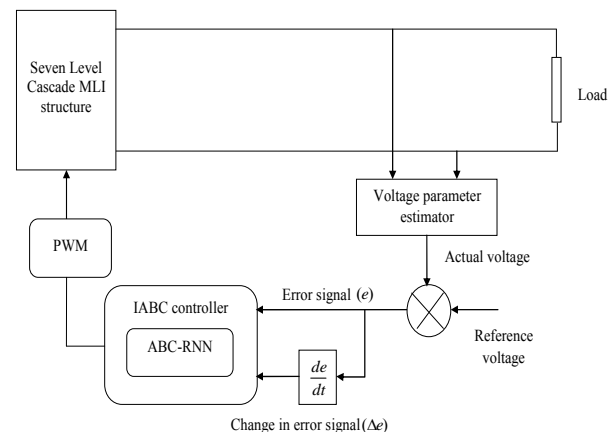 Seven Level
Cascade MLI
structure
Load
Voltage parameter
estimator
PWM
Actual voltage
IABC controller
Error signal (e)
ABC-RNN
Reference
voltage
de
dt
Change in error signal(Δe)